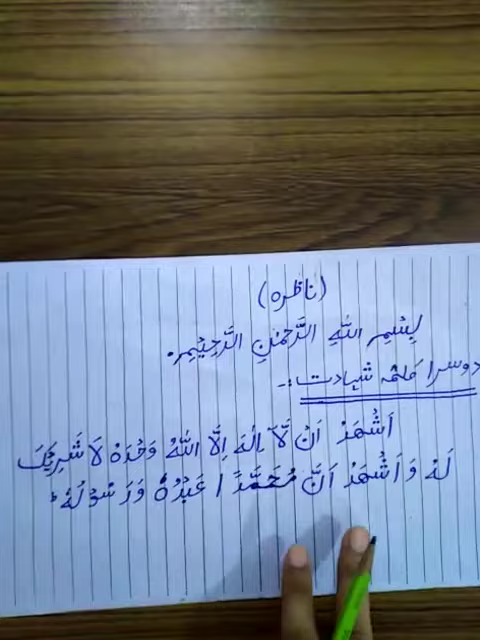 (ناظرہ)
بِسْمِ اللّٰهِ الرَّحْمٰنِ الرَّحِيْمِ.
دوسرا کلمہ شہادت:-
اَشْهَدُ اَنْ لَّآ اِلٰهَ اِلَّا اللّٰهُ وَحْدَهٗ لَا شَرِيْكَ
لَهٗ وَاَشْهَدُ اَنَّ مُحَمَّدًا عَبْدُهٗ وَرَسُوْلُهٗ ؕ